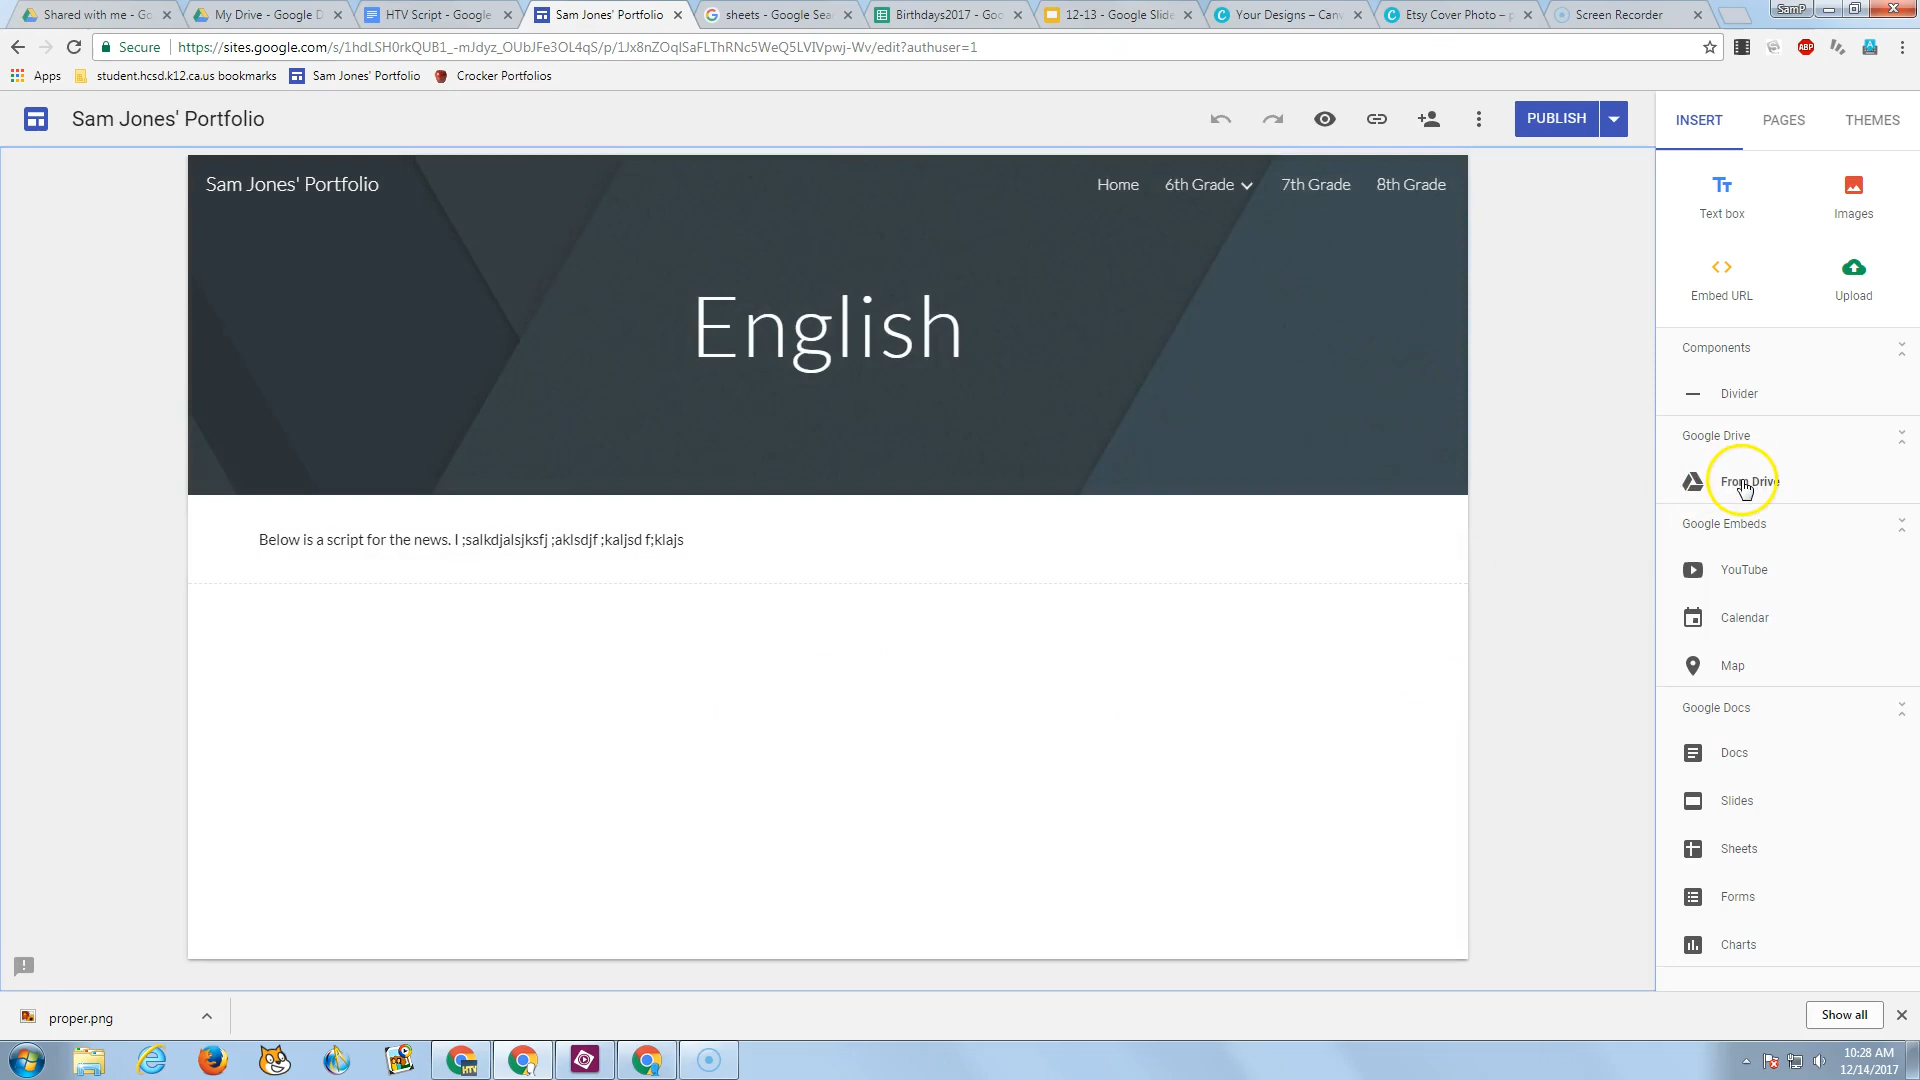 Shared with me - Go
My Drive - Google D
HTV Script - Google
Sam Jones' Portfolio
sheets - Google Sear
Birthdays2017 - Goo
12-13 - Google Slide
Your Designs – Canv
Etsy Cover Photo – p
Screen Recorder
SamP
Secure
https://sites.google.com/s/1hdLSH0rkQUB1_-mJdyz_OUbJFe3OL4qS/p/1Jx8nZOqISaFLThRNc5WeQ5LVIVpwj-Wv/edit?authuser=1
ABP
Apps
student.hcsd.k12.ca.us bookmarks
Sam Jones' Portfolio
Crocker Portfolios
Sam Jones' Portfolio
PUBLISH
INSERT
PAGES
THEMES
Sam Jones' Portfolio
Home
6th Grade
7th Grade
8th Grade
English
Below is a script for the news. I ;salkdjalsjksfj ;aklsdjf ;kaljsd f;klajs
Text box
Images
Embed URL
Upload
Components
Divider
Google Drive
From Drive
Google Embeds
YouTube
Calendar
Map
Google Docs
Docs
Slides
Sheets
Forms
Charts
proper.png
Show all
HTV
10:28 AM
12/14/2017